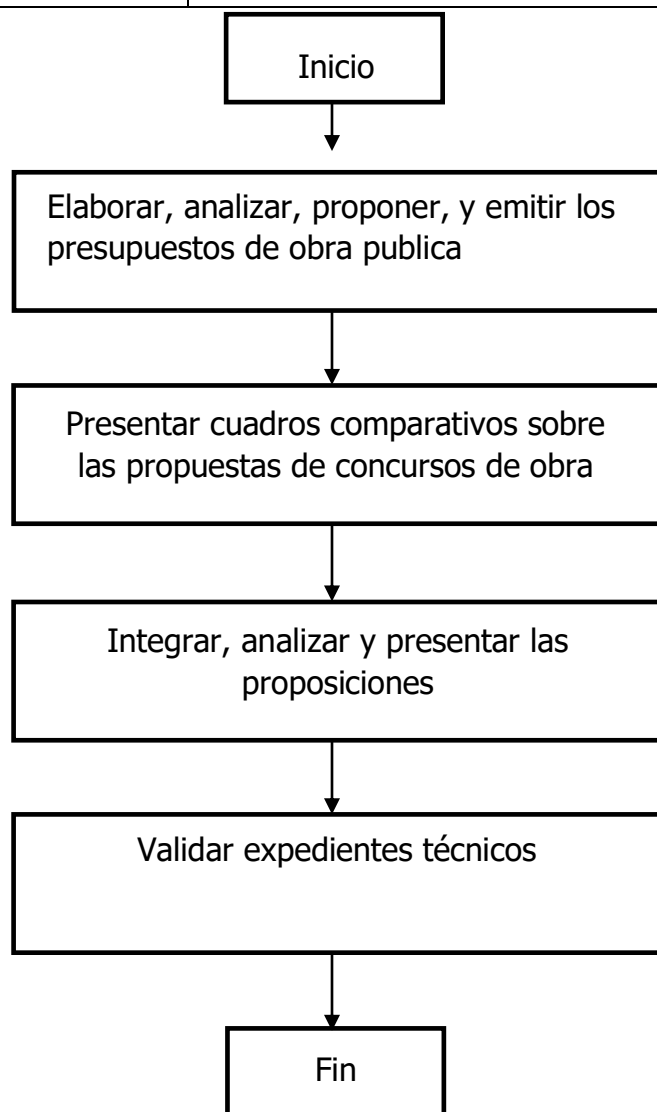 Inicio
Elaborar, analizar, proponer, y emitir los
presupuestos de obra publica
Presentar cuadros comparativos sobre
las propuestas de concursos de obra
Integrar, analizar y presentar las
proposiciones
Validar expedientes técnicos
Fin